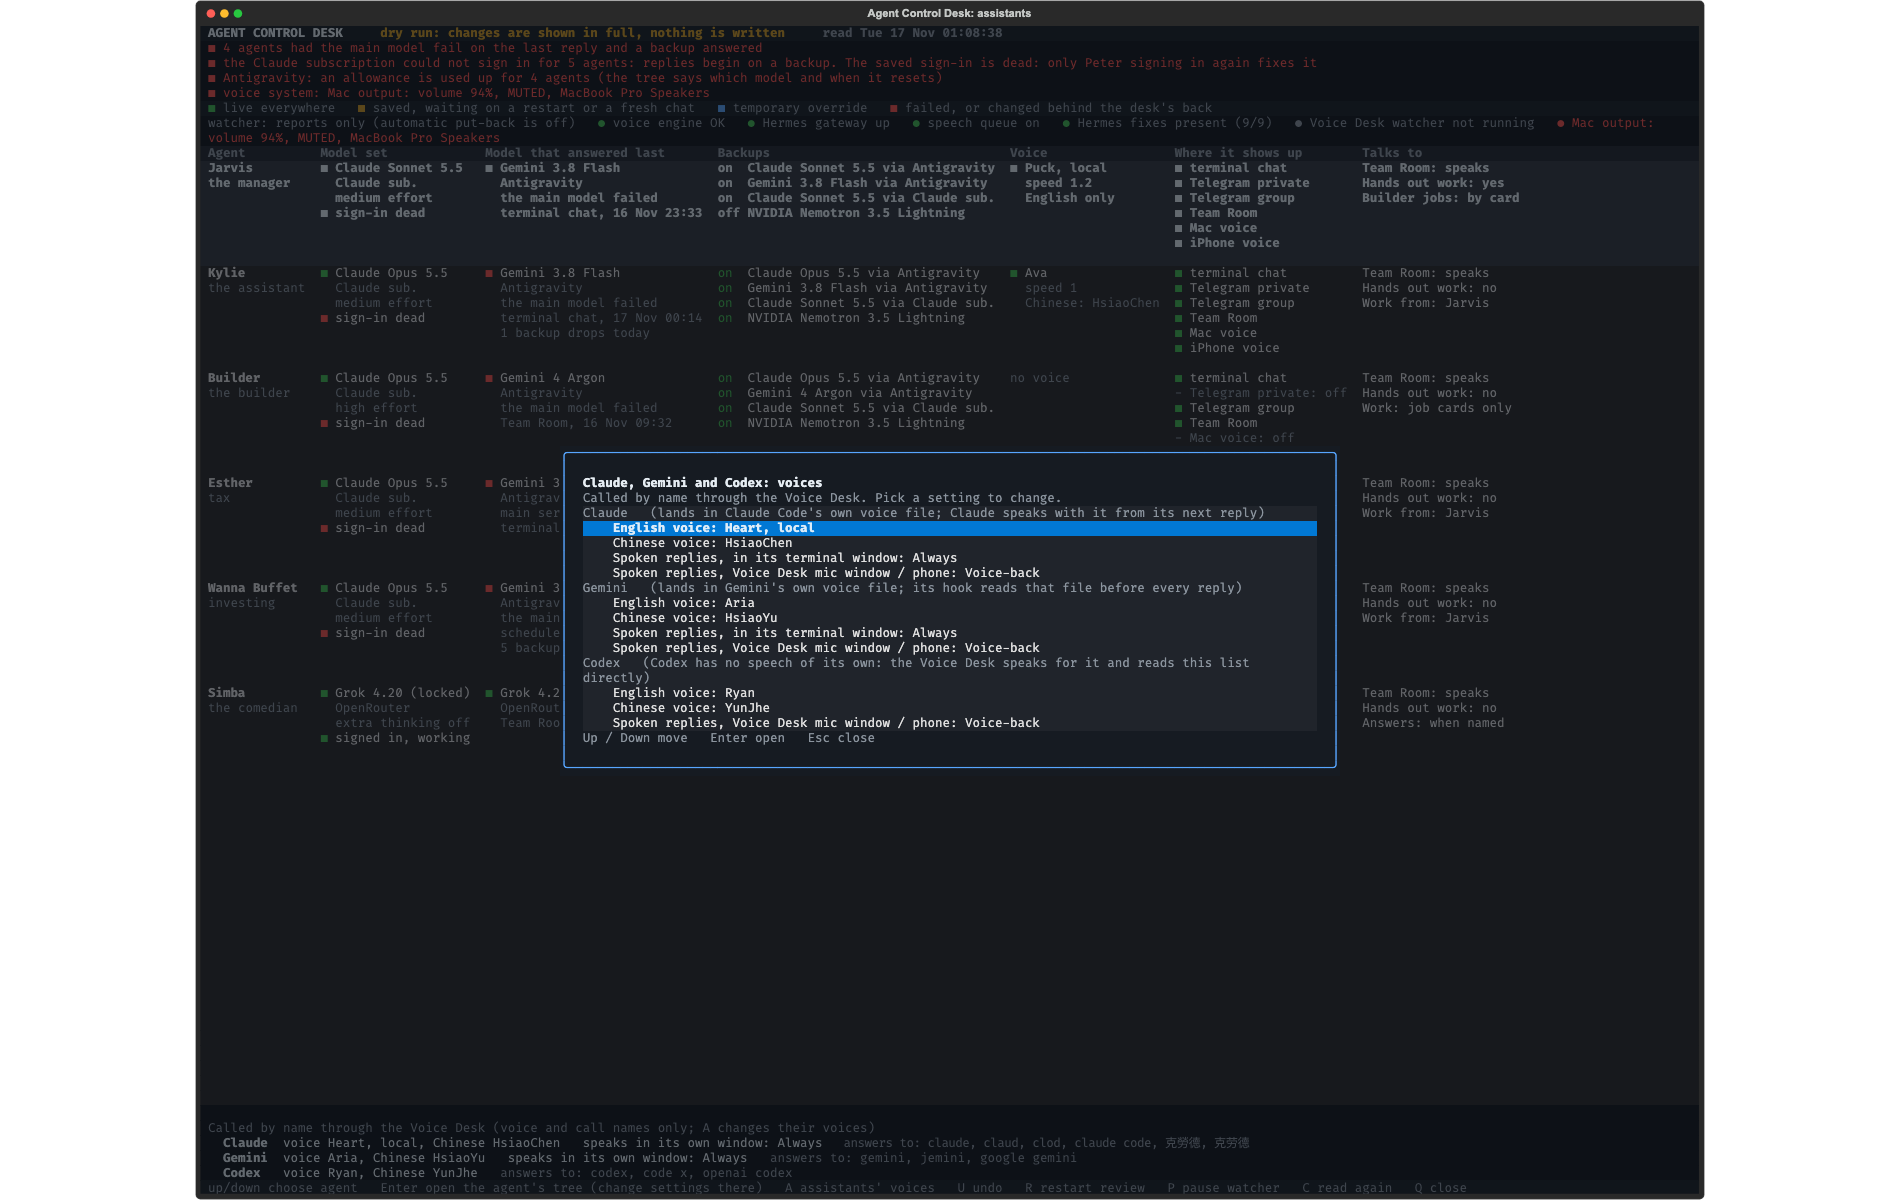 Agent Control Desk: assistants
AGENT CONTROL DESK     dry run: changes are shown in full, nothing is written     read Tue 17 Nov 01:08:38
4 agents had the main model fail on the last reply and a backup answered
the Claude subscription could not sign in for 5 agents: replies begin on a backup. The saved sign-in is dead: only Peter signing in again fixes it
Antigravity: an allowance is used up for 4 agents (the tree says which model and when it resets)
voice system: Mac output: volume 94%, MUTED, MacBook Pro Speakers
live everywhere   saved, waiting on a restart or a fresh chat   temporary override   failed, or changed behind the desk's back
watcher: reports only (automatic put-back is off)   ● voice engine OK   ● Hermes gateway up   ● speech queue on   ● Hermes fixes present (9/9)   ● Voice Desk watcher not running   ● Mac output:
volume 94%, MUTED, MacBook Pro Speakers
Agent   Model set   Model that answered last   Backups   Voice   Where it shows up   Talks to
Jarvis   Claude Sonnet 5.5   Gemini 3.8 Flash   on  Claude Sonnet 5.5 via Antigravity   Puck, local   terminal chat   Team Room: speaks
the manager   Claude sub.   Antigravity   on  Gemini 3.8 Flash via Antigravity   speed 1.2   Telegram private   Hands out work: yes
medium effort   the main model failed   on  Claude Sonnet 5.5 via Claude sub.   English only   Telegram group   Builder jobs: by card
sign-in dead   terminal chat, 16 Nov 23:33   off NVIDIA Nemotron 3.5 Lightning   Team Room
Mac voice
iPhone voice
Kylie   Claude Opus 5.5   Gemini 3.8 Flash   on  Claude Opus 5.5 via Antigravity   Ava   terminal chat   Team Room: speaks
the assistant   Claude sub.   Antigravity   on  Gemini 3.8 Flash via Antigravity   speed 1   Telegram private   Hands out work: no
medium effort   the main model failed   on  Claude Sonnet 5.5 via Claude sub.   Chinese: HsiaoChen   Telegram group   Work from: Jarvis
sign-in dead   terminal chat, 17 Nov 00:14   on  NVIDIA Nemotron 3.5 Lightning   Team Room
1 backup drops today   Mac voice
iPhone voice
Builder   Claude Opus 5.5   Gemini 4 Argon   on  Claude Opus 5.5 via Antigravity   no voice   terminal chat   Team Room: speaks
the builder   Claude sub.   Antigravity   on  Gemini 4 Argon via Antigravity   - Telegram private: off   Hands out work: no
high effort   the main model failed   on  Claude Sonnet 5.5 via Claude sub.   Telegram group   Work: job cards only
sign-in dead   Team Room, 16 Nov 09:32   on  NVIDIA Nemotron 3.5 Lightning   Team Room
- Mac voice: off
Esther   Claude Opus 5.5   Gemini 3   Team Room: speaks
tax   Claude sub.   Antigrav   Hands out work: no
medium effort   main ser   Work from: Jarvis
sign-in dead   terminal
Wanna Buffet   Claude Opus 5.5   Gemini 3   Team Room: speaks
investing   Claude sub.   Antigrav   Hands out work: no
medium effort   the main   Work from: Jarvis
sign-in dead   schedule
5 backup
Simba   Grok 4.20 (locked)   Grok 4.2   Team Room: speaks
the comedian   OpenRouter   OpenRout   Hands out work: no
extra thinking off   Team Roo   Answers: when named
signed in, working
Claude, Gemini and Codex: voices
Called by name through the Voice Desk. Pick a setting to change.
Claude   (lands in Claude Code's own voice file; Claude speaks with it from its next reply)
English voice: Heart, local
Chinese voice: HsiaoChen
Spoken replies, in its terminal window: Always
Spoken replies, Voice Desk mic window / phone: Voice-back
Gemini   (lands in Gemini's own voice file; its hook reads that file before every reply)
English voice: Aria
Chinese voice: HsiaoYu
Spoken replies, in its terminal window: Always
Spoken replies, Voice Desk mic window / phone: Voice-back
Codex   (Codex has no speech of its own: the Voice Desk speaks for it and reads this list
directly)
English voice: Ryan
Chinese voice: YunJhe
Spoken replies, Voice Desk mic window / phone: Voice-back
Up / Down move   Enter open   Esc close
Called by name through the Voice Desk (voice and call names only; A changes their voices)
Claude  voice Heart, local, Chinese HsiaoChen   speaks in its own window: Always   answers to: claude, claud, clod, claude code, 克勞德, 克劳德
Gemini  voice Aria, Chinese HsiaoYu   speaks in its own window: Always   answers to: gemini, jemini, google gemini
Codex   voice Ryan, Chinese YunJhe   answers to: codex, code x, openai codex
up/down choose agent   Enter open the agent's tree (change settings there)   A assistants' voices   U undo   R restart review   P pause watcher   C read again   Q close